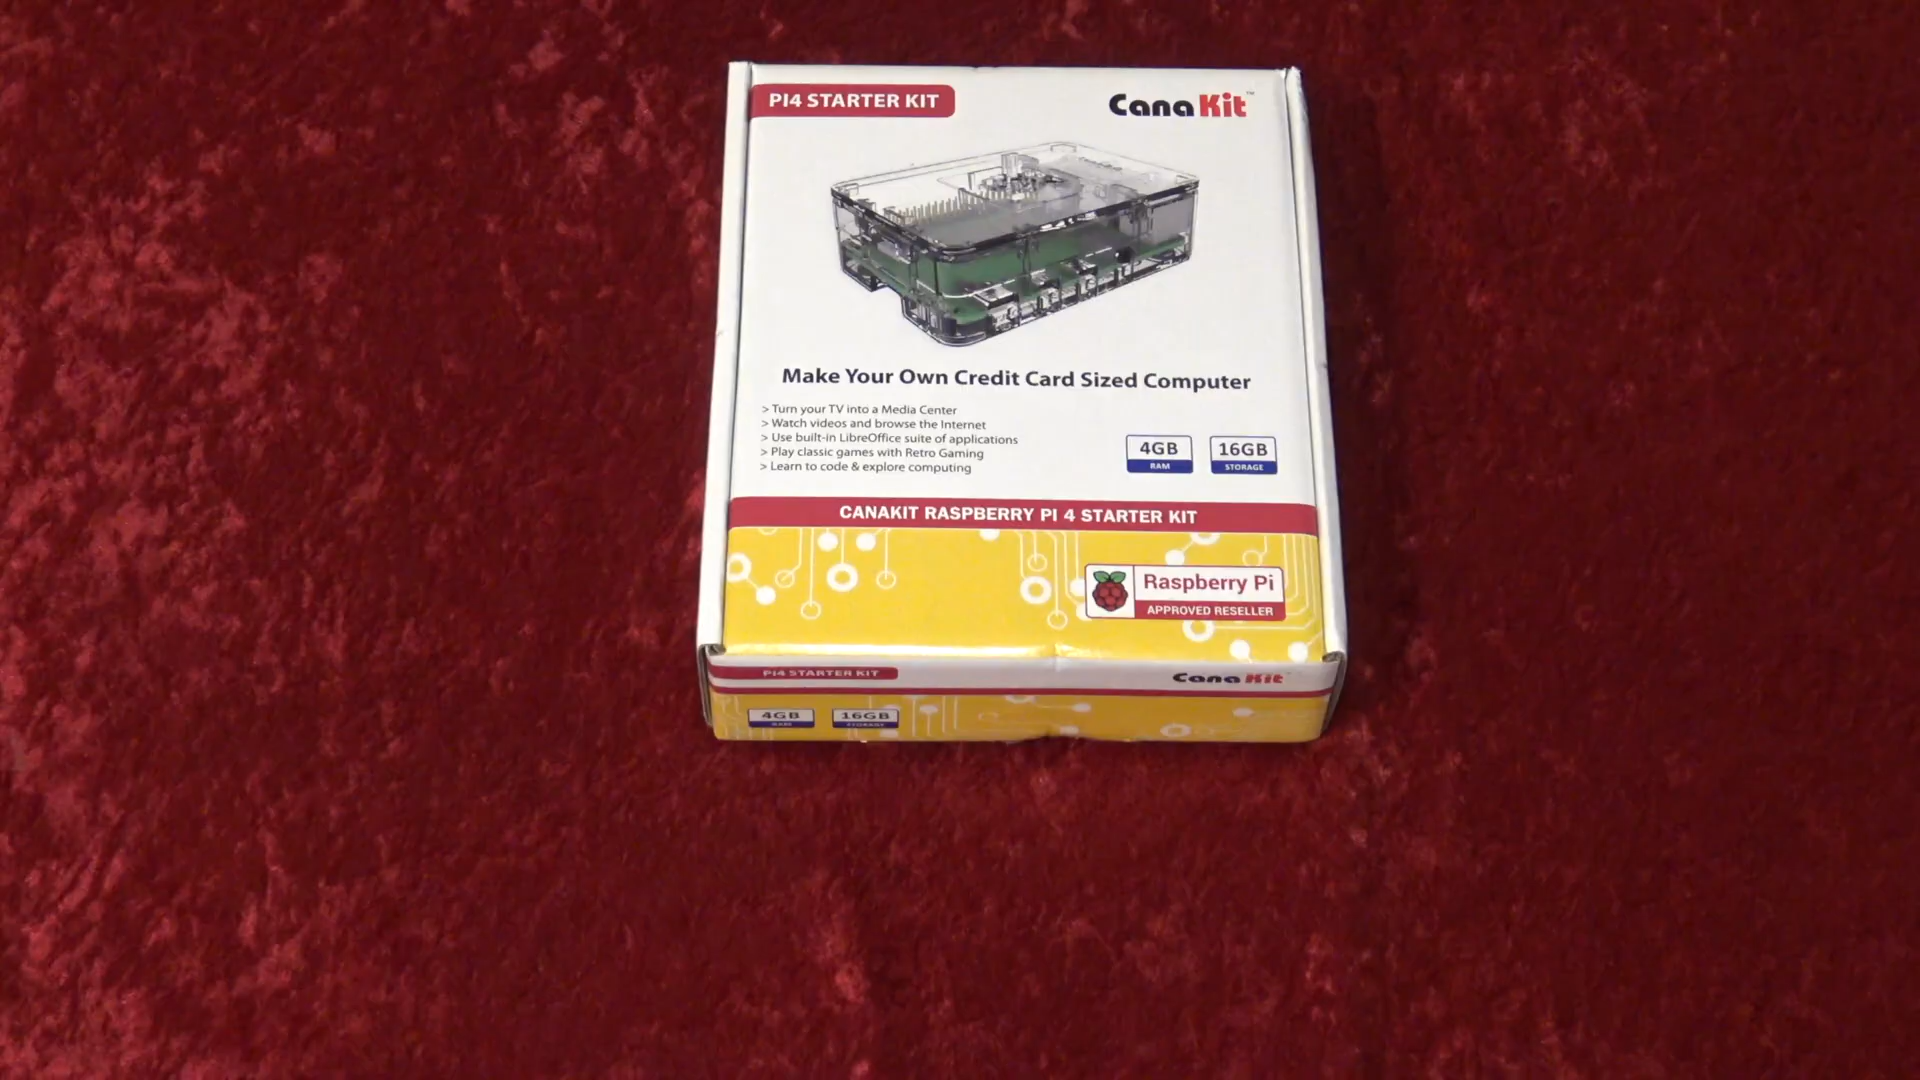 PI4 STARTER KIT
CanaKit™
Make Your Own Credit Card Sized Computer
> Turn your TV into a Media Center
> Watch videos and browse the Internet
> Use built-in LibreOffice suite of applications
> Play classic games with Retro Gaming
> Learn to code & explore computing
4GB
RAM
16GB
STORAGE
CANAKIT RASPBERRY PI 4 STARTER KIT
Raspberry Pi
APPROVED RESELLER
PI4 STARTER KIT
CanaKit
4GB
RAM
16GB
STORAGE